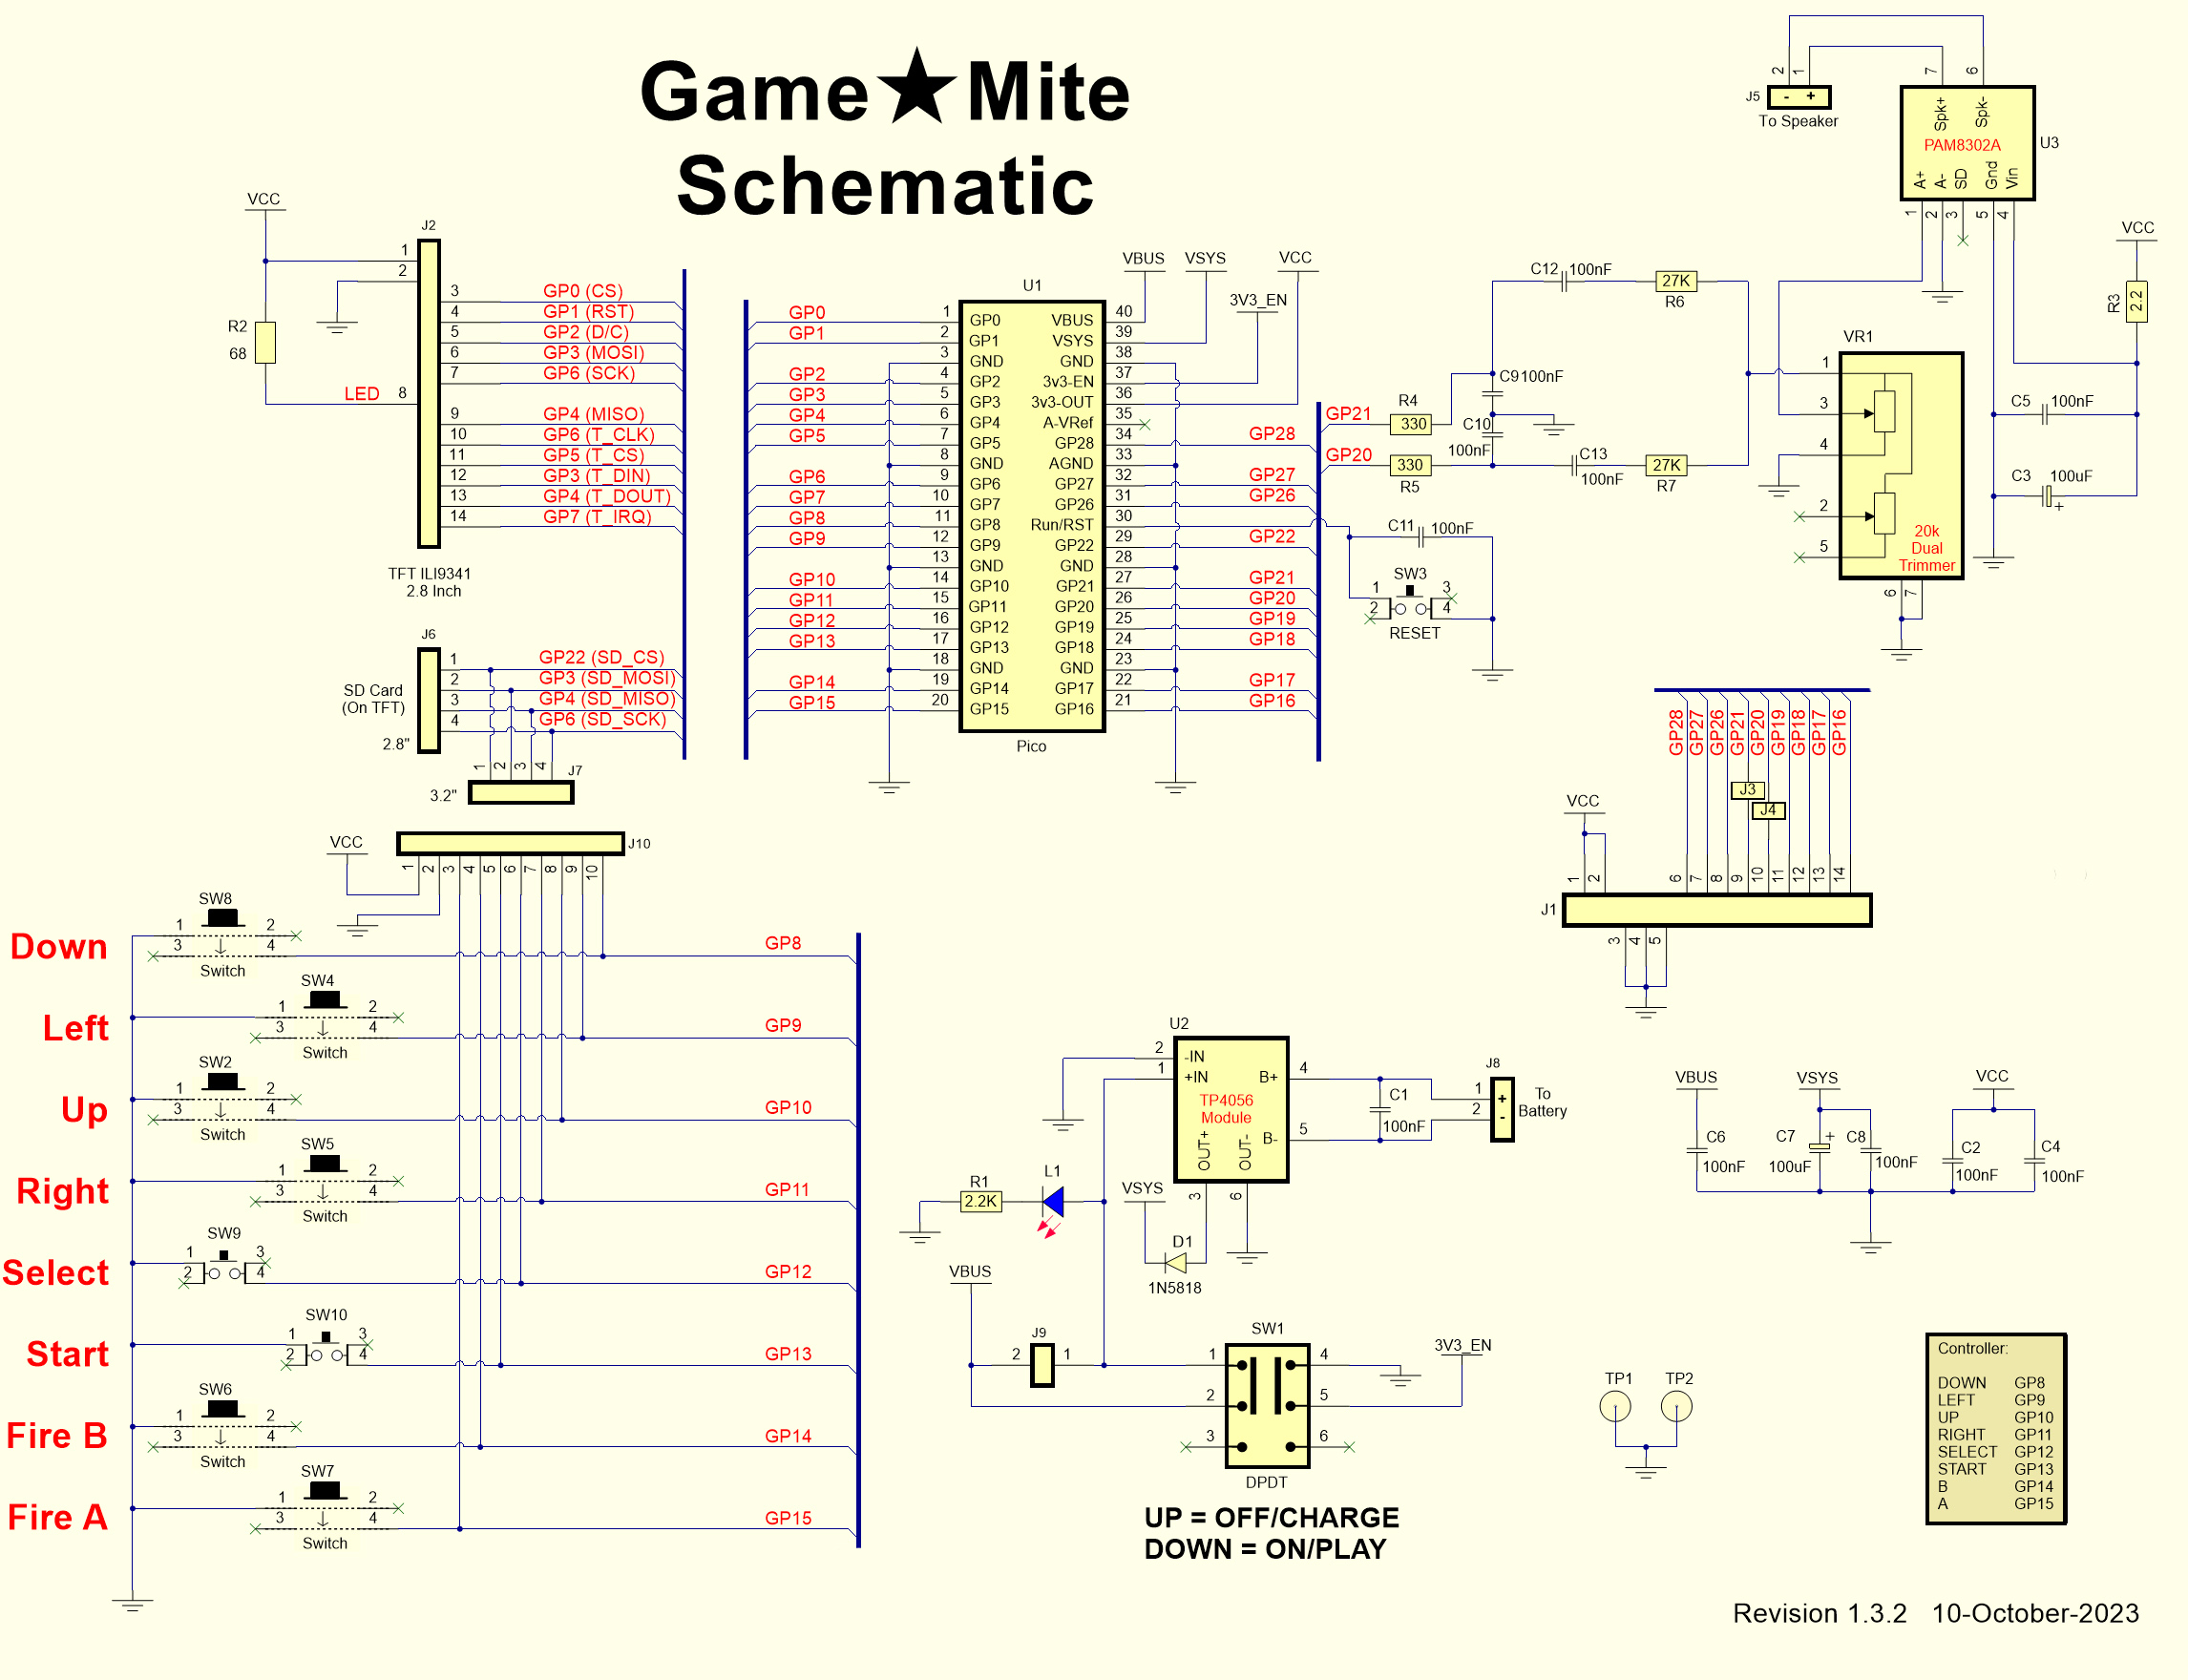 Game★Mite
Schematic
VCC
J2
1
2
R2
68
LED
8
3 GP0 (CS)
4 GP1 (RST)
5 GP2 (D/C)
6 GP3 (MOSI)
7 GP6 (SCK)
9 GP4 (MISO)
10 GP6 (T_CLK)
11 GP5 (T_CS)
12 GP3 (T_DIN)
13 GP4 (T_DOUT)
14 GP7 (T_IRQ)
TFT ILI9341
2.8 Inch
J6
SD Card
(On TFT)
2.8"
1 GP22 (SD_CS)
2 GP3 (SD_MOSI)
3 GP4 (SD_MISO)
4 GP6 (SD_SCK)
1 2 3 4
J7
3.2"
U1
VBUS VSYS VCC
3V3_EN
GP0 1 GP0 VBUS 40
GP1 2 GP1 VSYS 39
3 GND GND 38
GP2 4 GP2 3v3-EN 37
GP3 5 GP3 3v3-OUT 36
GP4 6 GP4 A-VRef 35
GP5 7 GP5 GP28 34 GP28
8 GND AGND 33
GP6 9 GP6 GP27 32 GP27
GP7 10 GP7 GP26 31 GP26
GP8 11 GP8 Run/RST 30
GP9 12 GP9 GP22 29 GP22
13 GND GND 28
GP10 14 GP10 GP21 27 GP21
GP11 15 GP11 GP20 26 GP20
GP12 16 GP12 GP19 25 GP19
GP13 17 GP13 GP18 24 GP18
18 GND GND 23
GP14 19 GP14 GP17 22 GP17
GP15 20 GP15 GP16 21 GP16
Pico
2 1
J5
- +
To Speaker
7 6
Spk+ Spk-
PAM8302A
U3
A+ A- SD Gnd Vin
1 2 3 5 4
VCC
R3
2.2
C12 100nF
27K
R6
C9 100nF
R4
GP21
330
C10
100nF
GP20
330
R5
C13
100nF
27K
R7
VR1
1
3
4
2
5
20k
Dual
Trimmer
6 7
C5 100nF
C3 100uF
+
C11 100nF
SW3
1 3
2 4
RESET
GP28 GP27 GP26 GP21 GP20 GP19 GP18 GP17 GP16
J3
J4
VCC
1 2 6 7 8 9 10 11 12 13 14
J1
3 4 5
VCC
J10
1 2 3 4 5 6 7 8 9 10
SW8
Down
1 2
3 4
Switch
GP8
SW4
Left
1 2
3 4
Switch
GP9
SW2
Up
1 2
3 4
Switch
GP10
SW5
Right
1 2
3 4
Switch
GP11
SW9
Select
1 3
2 4
GP12
SW10
Start
1 3
2 4
GP13
SW6
Fire B
1 2
3 4
Switch
GP14
SW7
Fire A
1 2
3 4
Switch
GP15
U2
2 -IN
1 +IN
B+ 4
TP4056
Module
B- 5
OUT+ OUT-
3 6
C1
100nF
J8
1 +
2 -
To
Battery
R1
2.2K
L1
VSYS
D1
1N5818
VBUS
J9
2 1
SW1
1 4
2 5
3 6
DPDT
3V3_EN
UP = OFF/CHARGE
DOWN = ON/PLAY
VBUS VSYS VCC
C6
100nF
C7 +
100uF
C8
100nF
C2
100nF
C4
100nF
TP1 TP2
Controller:
DOWN GP8
LEFT GP9
UP GP10
RIGHT GP11
SELECT GP12
START GP13
B GP14
A GP15
Revision 1.3.2 10-October-2023